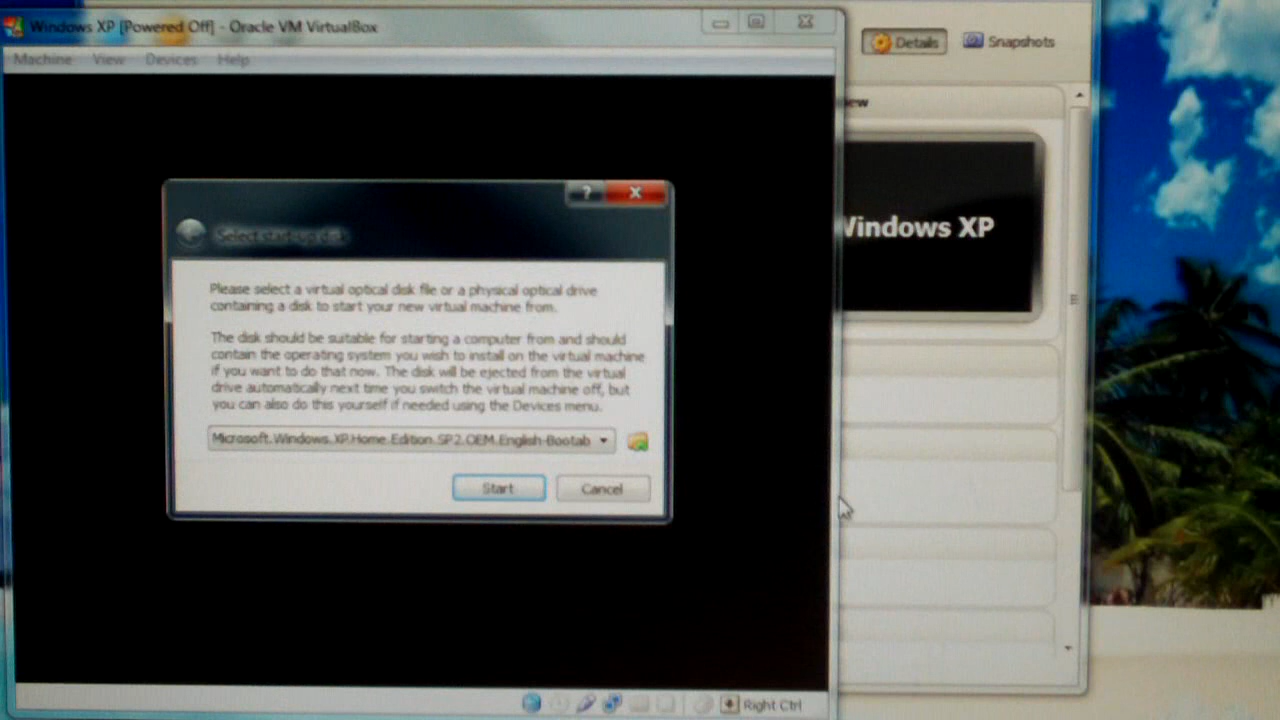 Windows XP [Powered Off] - Oracle VM VirtualBox
Details
Snapshots
Machine View Devices Help
ew
Windows XP
?
X
Select start-up disk
Please select a virtual optical disk file or a physical optical drive
containing a disk to start your new virtual machine from.
The disk should be suitable for starting a computer from and should
contain the operating system you wish to install on the virtual machine
if you want to do that now. The disk will be ejected from the virtual
drive automatically next time you switch the virtual machine off, but
you can also do this yourself if needed using the Devices menu.
Microsoft.Windows.XP.Home.Edition.SP2.OEM.English-Bootab
Start
Cancel
Right Ctrl